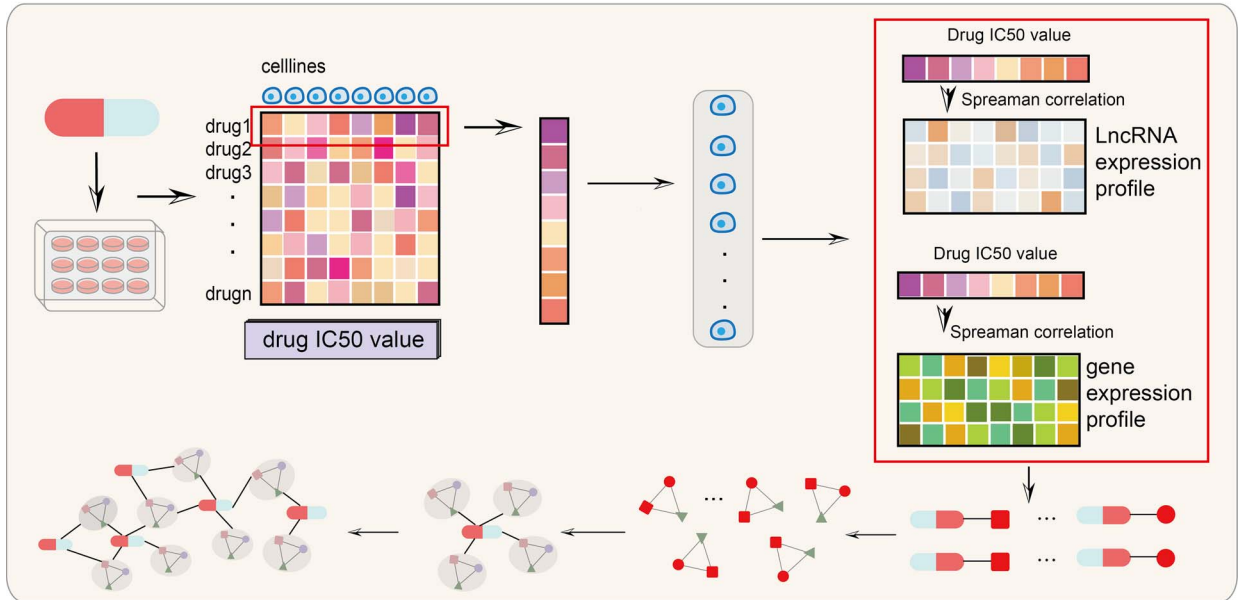 celllines
drug1
drug2
drug3
.
.
.
drugn
drug IC50 value
.
.
.
Drug IC50 value
Spreaman correlation
LncRNA
expression
profile
Drug IC50 value
Spreaman correlation
gene
expression
profile
...
...
...